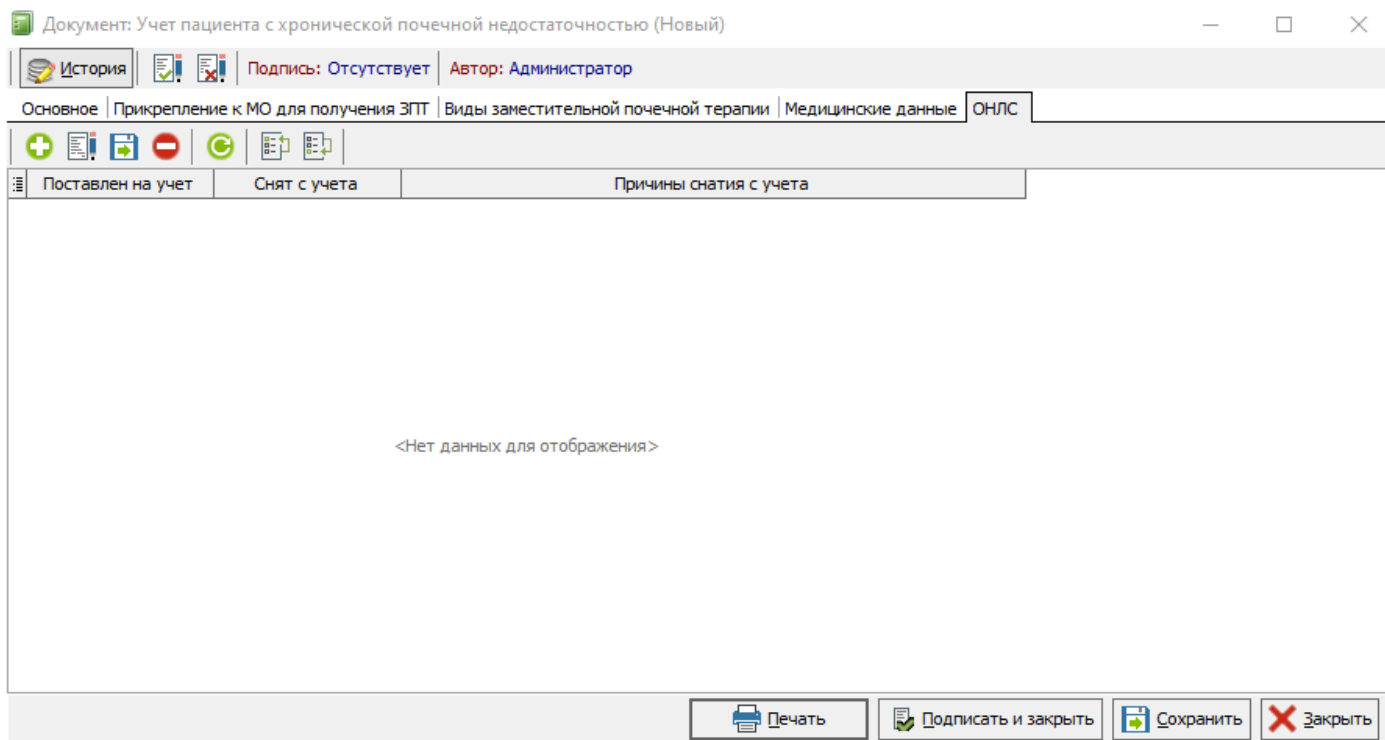 Документ: Учет пациента с хронической почечной недостаточностью (Новый)
История Подпись: Отсутствует Автор: Администратор
Основное Прикрепление к МО для получения ЗПТ Виды заместительной почечной терапии Медицинские данные ОНЛС
Поставлен на учет Снят с учета Причины снятия с учета
<Нет данных для отображения>
Печать Подписать и закрыть Сохранить Закрыть